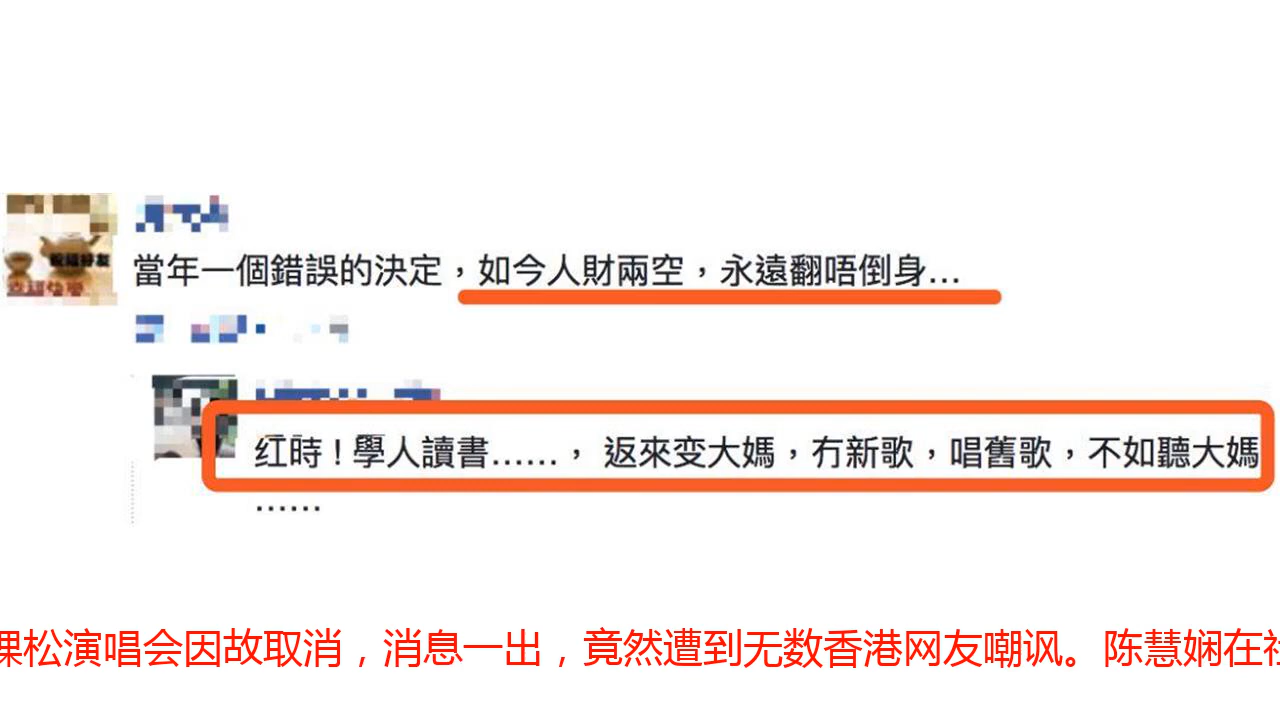 當年一個錯誤的決定，如今人財兩空，永遠翻唔倒身...
红時！學人讀書……， 返來变大媽，冇新歌，唱舊歌，不如聽大媽
……
松演唱会因故取消，消息一出，竟然遭到无数香港网友嘲讽。陈慧娴在